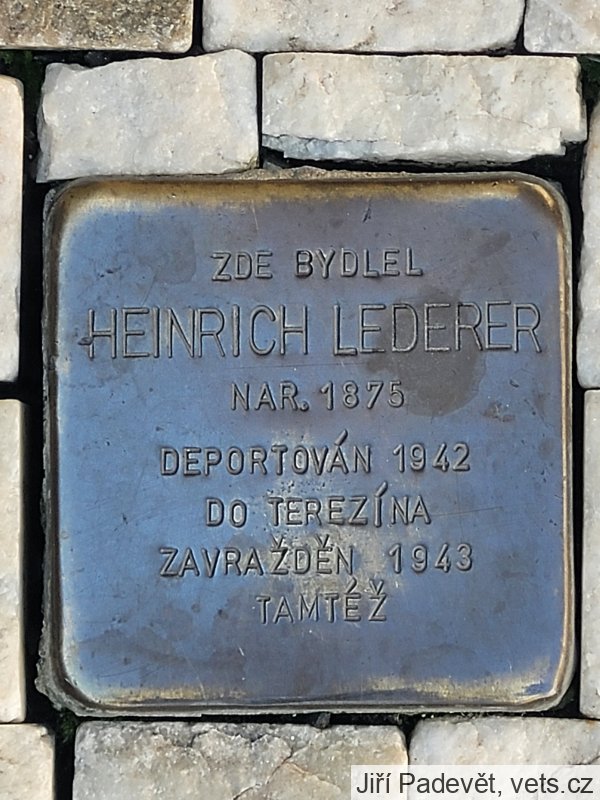 ZDE BYDLEL
HEINRICH LEDERER
NAR. 1875
DEPORTOVÁN 1942
DO TEREZÍNA
ZAVRAŽDĚN 1943
TAMTÉŽ
Jiří Padevět, vets.cz